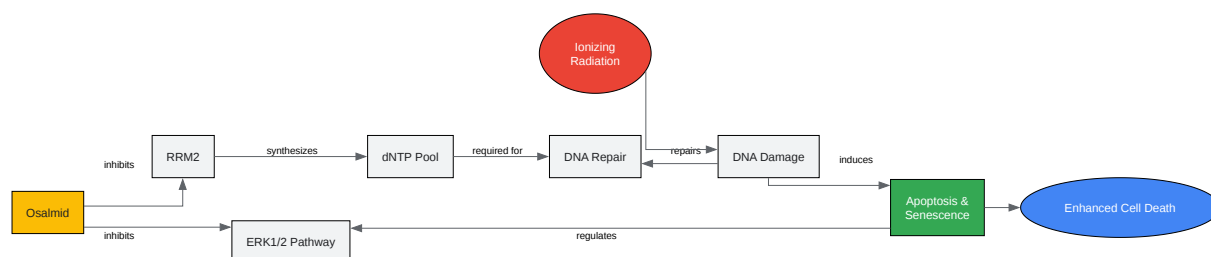 Ionizing
Radiation
RRM2
synthesizes
dNTP Pool
required for
DNA Repair
repairs
DNA Damage
inhibits
induces
Osalmid
Apoptosis &
Senescence
Enhanced Cell Death
inhibits
ERK1/2 Pathway
regulates